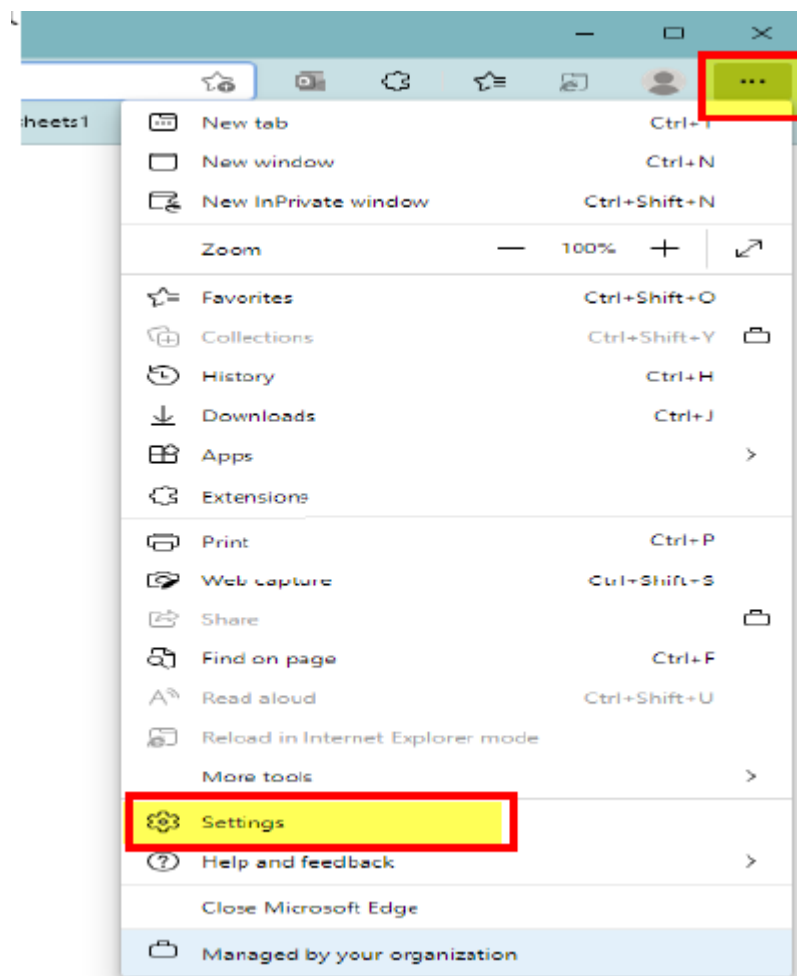 heets1
New tab Ctrl+T
New window Ctrl+N
New InPrivate window Ctrl+Shift+N
Zoom 100%
Favorites Ctrl+Shift+O
Collections Ctrl+Shift+Y
History Ctrl+H
Downloads Ctrl+J
Apps
Extensions
Print Ctrl+P
Web capture Ctrl+Shift+S
Share
Find on page Ctrl+F
Read aloud Ctrl+Shift+U
Reload in Internet Explorer mode
More tools
Settings
Help and feedback
Close Microsoft Edge
Managed by your organization